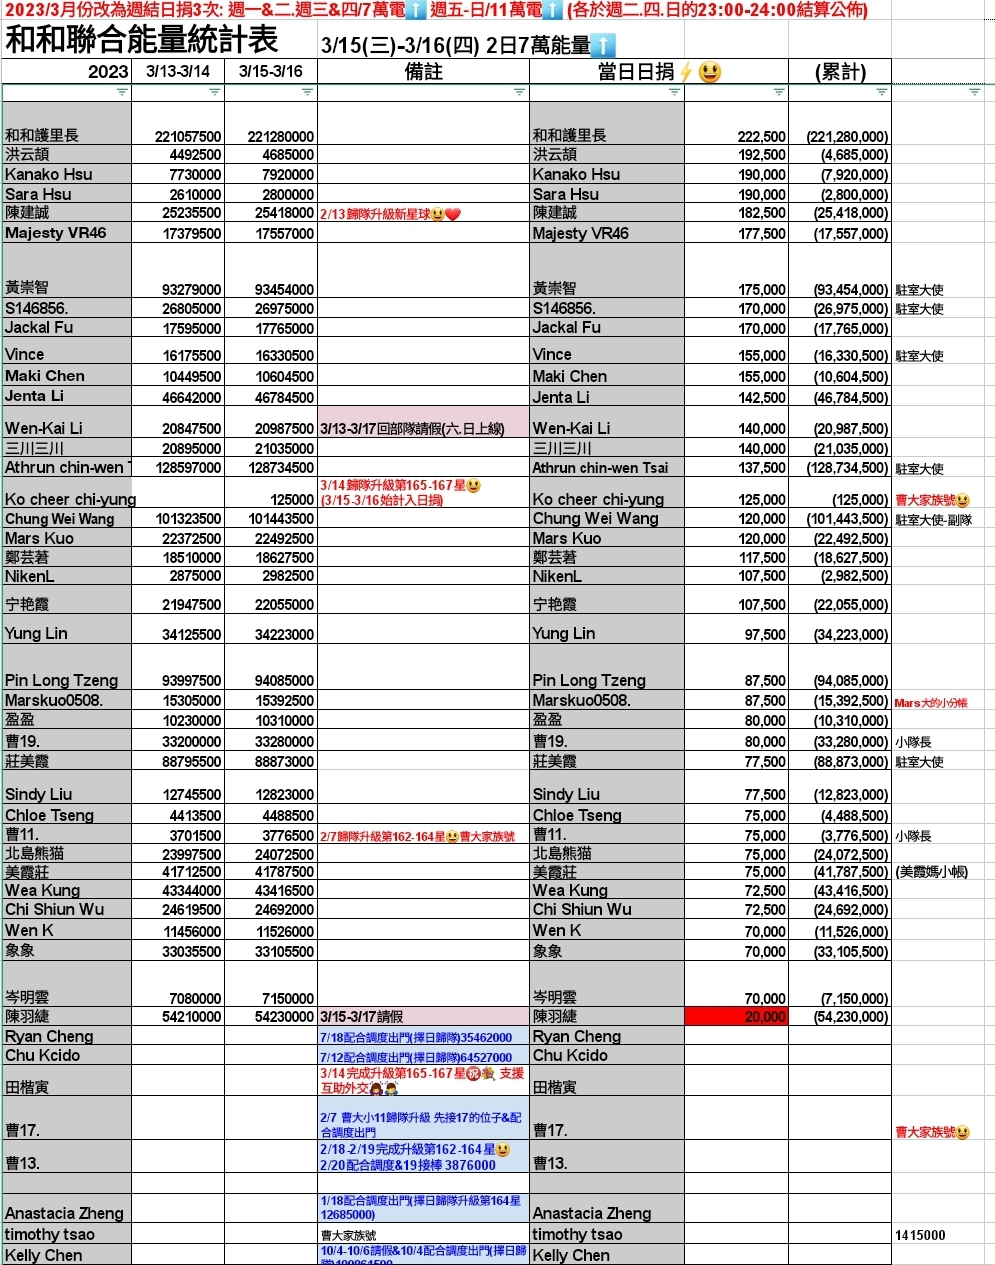 2023/3月份改為週結日捐3次: 週一&二.週三&四/7萬電⬆️ 週五-日/11萬電⬆️ (各於週二.四.日的23:00-24:00結算公佈)
和和聯合能量統計表 3/15(三)-3/16(四) 2日7萬能量⬆️
2023 3/13-3/14 3/15-3/16 備註 當日日捐⚡😃 (累計)
和和護里長 221057500 221280000 和和護里長 222,500 (221,280,000)
洪云頡 4492500 4685000 洪云頡 192,500 (4,685,000)
Kanako Hsu 7730000 7920000 Kanako Hsu 190,000 (7,920,000)
Sara Hsu 2610000 2800000 Sara Hsu 190,000 (2,800,000)
陳建誠 25235500 25418000 2/13歸隊升級新星球😃❤️ 陳建誠 182,500 (25,418,000)
Majesty VR46 17379500 17557000 Majesty VR46 177,500 (17,557,000)
黃崇智 93279000 93454000 黃崇智 175,000 (93,454,000) 駐室大使
S146856. 26805000 26975000 S146856. 170,000 (26,975,000) 駐室大使
Jackal Fu 17595000 17765000 Jackal Fu 170,000 (17,765,000)
Vince 16175500 16330500 Vince 155,000 (16,330,500) 駐室大使
Maki Chen 10449500 10604500 Maki Chen 155,000 (10,604,500)
Jenta Li 46642000 46784500 Jenta Li 142,500 (46,784,500)
Wen-Kai Li 20847500 20987500 3/13-3/17回部隊請假(六.日上線) Wen-Kai Li 140,000 (20,987,500)
三川三川 20895000 21035000 三川三川 140,000 (21,035,000)
Athrun chin-wen T 128597000 128734500 Athrun chin-wen Tsai 137,500 (128,734,500) 駐室大使
3/14歸隊升級第165-167星😃
Ko cheer chi-yung 125000 (3/15-3/16始計入日捐) Ko cheer chi-yung 125,000 (125,000) 曹大家族號😃
Chung Wei Wang 101323500 101443500 Chung Wei Wang 120,000 (101,443,500) 駐室大使-副隊
Mars Kuo 22372500 22492500 Mars Kuo 120,000 (22,492,500)
鄭芸莙 18510000 18627500 鄭芸莙 117,500 (18,627,500)
NikenL 2875000 2982500 NikenL 107,500 (2,982,500)
宁艳霞 21947500 22055000 宁艳霞 107,500 (22,055,000)
Yung Lin 34125500 34223000 Yung Lin 97,500 (34,223,000)
Pin Long Tzeng 93997500 94085000 Pin Long Tzeng 87,500 (94,085,000)
Marskuo0508. 15305000 15392500 Marskuo0508. 87,500 (15,392,500) Mars大的小分帳
盈盈 10230000 10310000 盈盈 80,000 (10,310,000)
曹19. 33200000 33280000 曹19. 80,000 (33,280,000) 小隊長
莊美霞 88795500 88873000 莊美霞 77,500 (88,873,000) 駐室大使
Sindy Liu 12745500 12823000 Sindy Liu 77,500 (12,823,000)
Chloe Tseng 4413500 4488500 Chloe Tseng 75,000 (4,488,500)
曹11. 3701500 3776500 2/7歸隊升級第162-164星😃曹大家族號 曹11. 75,000 (3,776,500) 小隊長
北島熊猫 23997500 24072500 北島熊猫 75,000 (24,072,500)
美霞莊 41712500 41787500 美霞莊 75,000 (41,787,500) (美霞媽小帳)
Wea Kung 43344000 43416500 Wea Kung 72,500 (43,416,500)
Chi Shiun Wu 24619500 24692000 Chi Shiun Wu 72,500 (24,692,000)
Wen K 11456000 11526000 Wen K 70,000 (11,526,000)
象象 33035500 33105500 象象 70,000 (33,105,500)
岑明雲 7080000 7150000 岑明雲 70,000 (7,150,000)
陳羽緁 54210000 54230000 3/15-3/17請假 陳羽緁 20,000 (54,230,000)
Ryan Cheng 7/18配合調度出門(擇日歸隊)35462000 Ryan Cheng
Chu Kcido 7/12配合調度出門(擇日歸隊)64527000 Chu Kcido
3/14完成升級第165-167星㊗️💐 支援
田楷寅 互助外交🙇‍♀️🙇‍♂️ 田楷寅
2/7 曹大小11歸隊升級 先接17的位子&配
曹17. 合調度出門 曹17. 曹大家族號😃
2/18-2/19完成升級第162-164星😃
曹13. 2/20配合調度&19接棒 3876000 曹13.
1/18配合調度出門(擇日歸隊升級第164星
Anastacia Zheng 12685000) Anastacia Zheng
timothy tsao 曹大家族號 timothy tsao 1415000
Kelly Chen 10/4-10/6請假&10/4配合調度出門(擇日歸 Kelly Chen